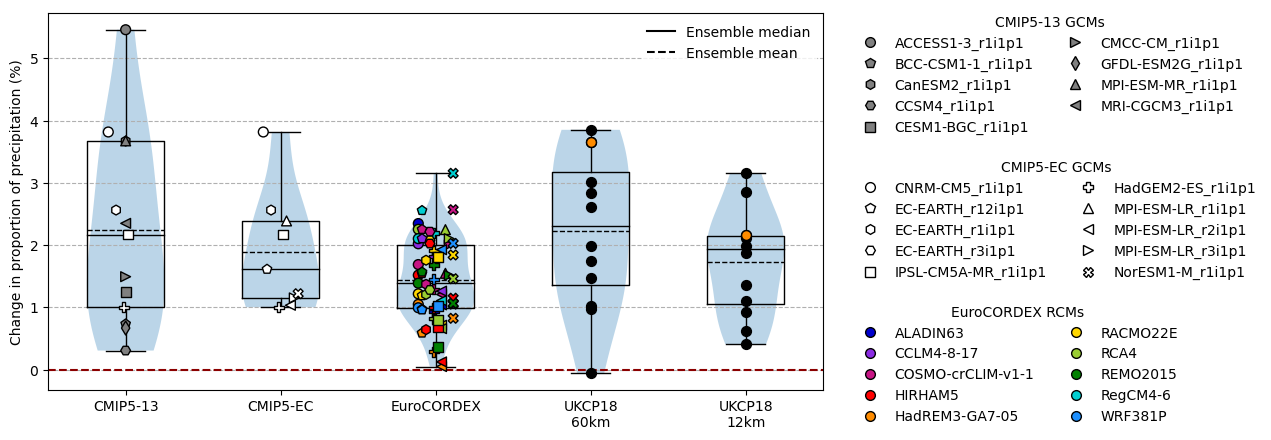 Change in proportion of precipitation (%)
5
4
3
2
1
0
Ensemble median
Ensemble mean
CMIP5-13
CMIP5-EC
EuroCORDEX
UKCP18
60km
UKCP18
12km
CMIP5-13 GCMs
ACCESS1-3_r1i1p1
BCC-CSM1-1_r1i1p1
CanESM2_r1i1p1
CCSM4_r1i1p1
CESM1-BGC_r1i1p1
CMCC-CM_r1i1p1
GFDL-ESM2G_r1i1p1
MPI-ESM-MR_r1i1p1
MRI-CGCM3_r1i1p1
CMIP5-EC GCMs
CNRM-CM5_r1i1p1
EC-EARTH_r12i1p1
EC-EARTH_r1i1p1
EC-EARTH_r3i1p1
IPSL-CM5A-MR_r1i1p1
HadGEM2-ES_r1i1p1
MPI-ESM-LR_r1i1p1
MPI-ESM-LR_r2i1p1
MPI-ESM-LR_r3i1p1
NorESM1-M_r1i1p1
EuroCORDEX RCMs
ALADIN63
CCLM4-8-17
COSMO-crCLIM-v1-1
HIRHAM5
HadREM3-GA7-05
RACMO22E
RCA4
REMO2015
RegCM4-6
WRF381P